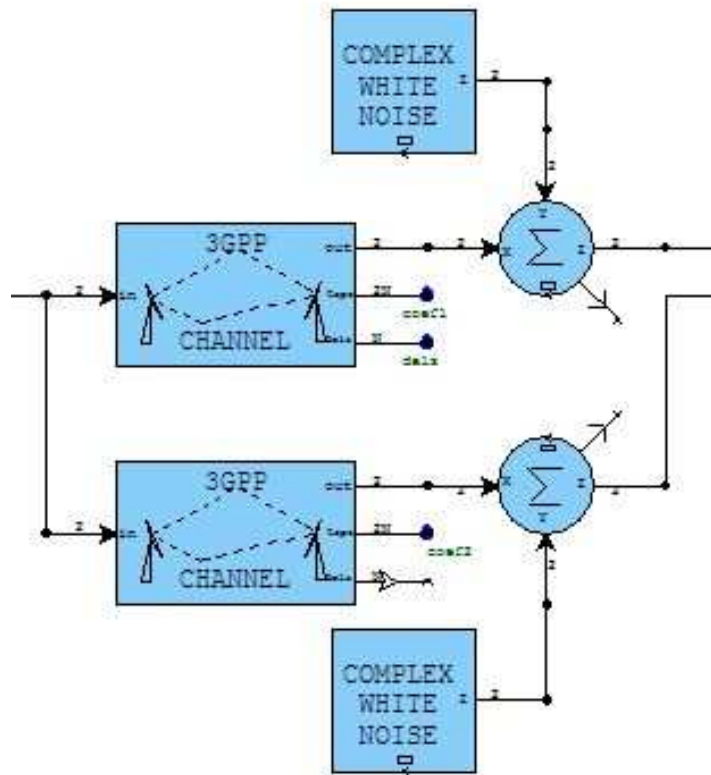 COMPLEX
WHITE
NOISE
Z
Z
Z
Y
3GPP
out
Z
Z
X
Σ
Z
Z
Z
in
Taps
ZN
coef1
CHANNEL
Dels
N
dels
3GPP
out
Z
Z
X
Σ
Z
Z
Y
Z
in
Taps
ZN
coef2
Z
CHANNEL
Dels
N
COMPLEX
WHITE
NOISE
Z
Z